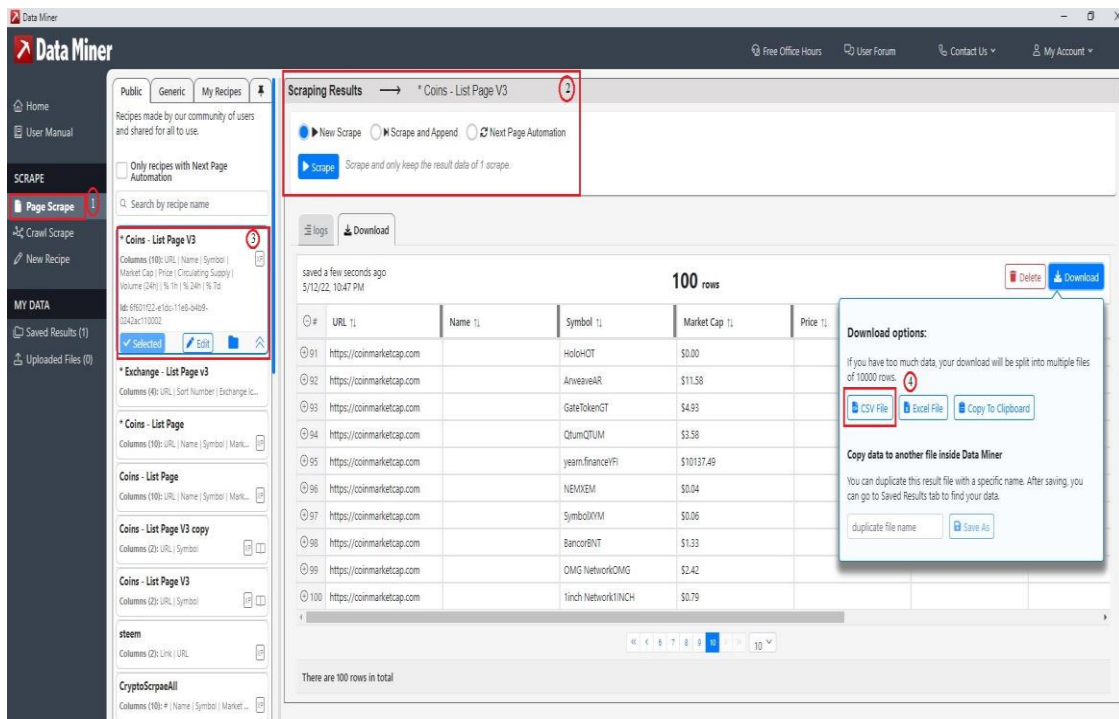 Data Miner
Data Miner
Free Office Hours
User Forum
Contact Us
My Account
Home
User Manual
SCRAPE
Page Scrape
1
Crawl Scrape
New Recipe
MY DATA
Saved Results (1)
Uploaded Files (0)
Public Generic My Recipes
Recipes made by our community of users
and shared for all to use.
Only recipes with Next Page
Automation
Search by recipe name
* Coins - List Page V3
3
Columns (10): URL | Name | Symbol |
Market Cap | Price | Circulating Supply |
Volume (24h) | % 1h | % 24h | % 7d
Id: 6f601f22-e1dc-11e8-b4b9-
0242ac110002
Selected Edit
* Exchange - List Page v3
Columns (4): URL | Sort Number | Exchange Ic...
* Coins - List Page
Columns (10): URL | Name | Symbol | Mark...
Coins - List Page
Columns (10): URL | Name | Symbol | Mark...
Coins - List Page V3 copy
Columns (2): URL | Symbol
Coins - List Page V3
Columns (2): URL | Symbol
steem
Columns (2): Link | URL
CryptoScrpaeAll
Columns (10): # | Name | Symbol | Market ...
Scraping Results → * Coins - List Page V3
2
New Scrape Scrape and Append Next Page Automation
Scrape Scrape and only keep the result data of 1 scrape.
logs Download
saved a few seconds ago
5/12/22, 10:47 PM
100 rows
Delete Download
# URL Name Symbol Market Cap Price
91 https://coinmarketcap.com HoloHOT $0.00
92 https://coinmarketcap.com ArweaveAR $11.58
93 https://coinmarketcap.com GateTokenGT $4.93
94 https://coinmarketcap.com QtumQTUM $3.58
95 https://coinmarketcap.com yearn.financeYFI $10137.49
96 https://coinmarketcap.com NEMXEM $0.04
97 https://coinmarketcap.com SymbolXYM $0.06
98 https://coinmarketcap.com BancorBNT $1.33
99 https://coinmarketcap.com OMG NetworkOMG $2.42
100 https://coinmarketcap.com 1inch Network1INCH $0.79
« < 6 7 8 9 10 > » 10
There are 100 rows in total
Download options:
If you have too much data, your download will be split into multiple files
of 10000 rows.
4
CSV File Excel File Copy To Clipboard
Copy data to another file inside Data Miner
You can duplicate this result file with a specific name. After saving, you
can go to Saved Results tab to find your data.
duplicate file name Save As